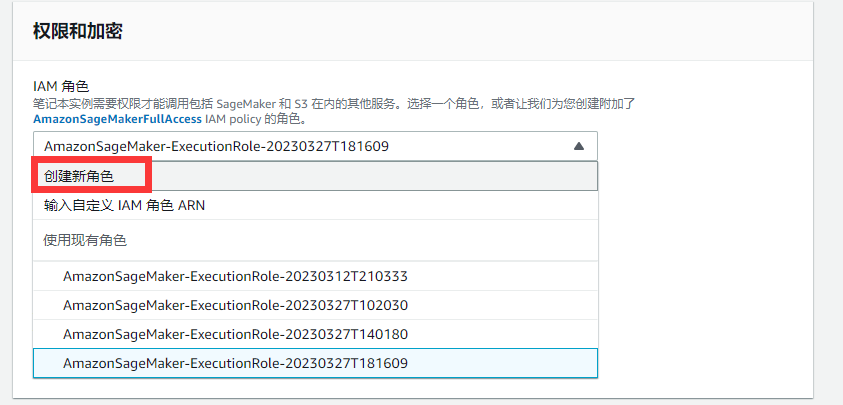 权限和加密
IAM 角色
笔记本实例需要权限才能调用包括 SageMaker 和 S3 在内的其他服务。选择一个角色，或者让我们为您创建附加了
AmazonSageMakerFullAccess IAM policy 的角色。
AmazonSageMaker-ExecutionRole-20230327T181609
创建新角色
输入自定义 IAM 角色 ARN
使用现有角色
AmazonSageMaker-ExecutionRole-20230312T210333
AmazonSageMaker-ExecutionRole-20230327T102030
AmazonSageMaker-ExecutionRole-20230327T140180
AmazonSageMaker-ExecutionRole-20230327T181609